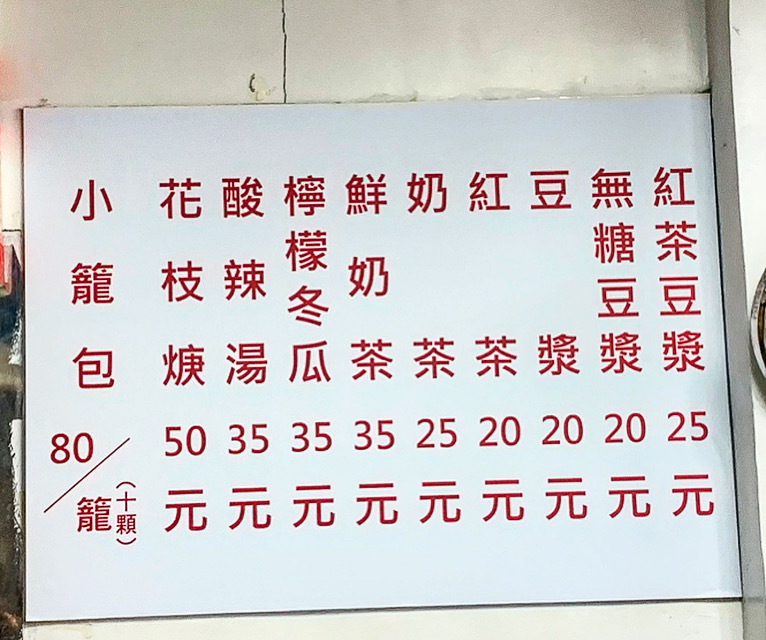 紅茶豆漿25元
無糖豆漿20元
豆漿20元
紅茶20元
奶茶25元
鮮奶茶35元
檸檬冬瓜35元
酸辣湯35元
花枝焿50元
小籠包80/籠(十顆)